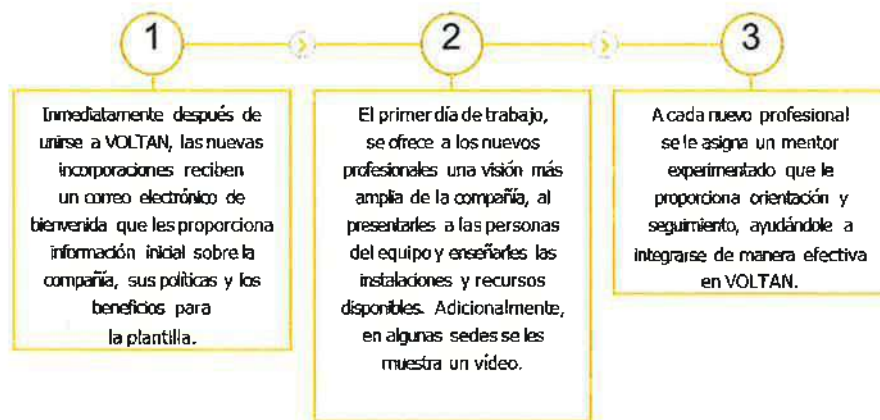 1
Inmediatamente después de
unirse a VOLTAN, las nuevas
incorporaciones reciben
un correo electrónico de
bienvenida que les proporciona
información inicial sobre la
compañía, sus políticas y los
beneficios para
la plantilla.
2
El primer día de trabajo,
se ofrece a los nuevos
profesionales una visión más
amplia de la compañía, al
presentarles a las personas
del equipo y enseñarles las
instalaciones y recursos
disponibles. Adicionalmente,
en algunas sedes se les
muestra un vídeo.
3
A cada nuevo profesional
se le asigna un mentor
experimentado que le
proporciona orientación y
seguimiento, ayudándole a
integrarse de manera efectiva
en VOLTAN.